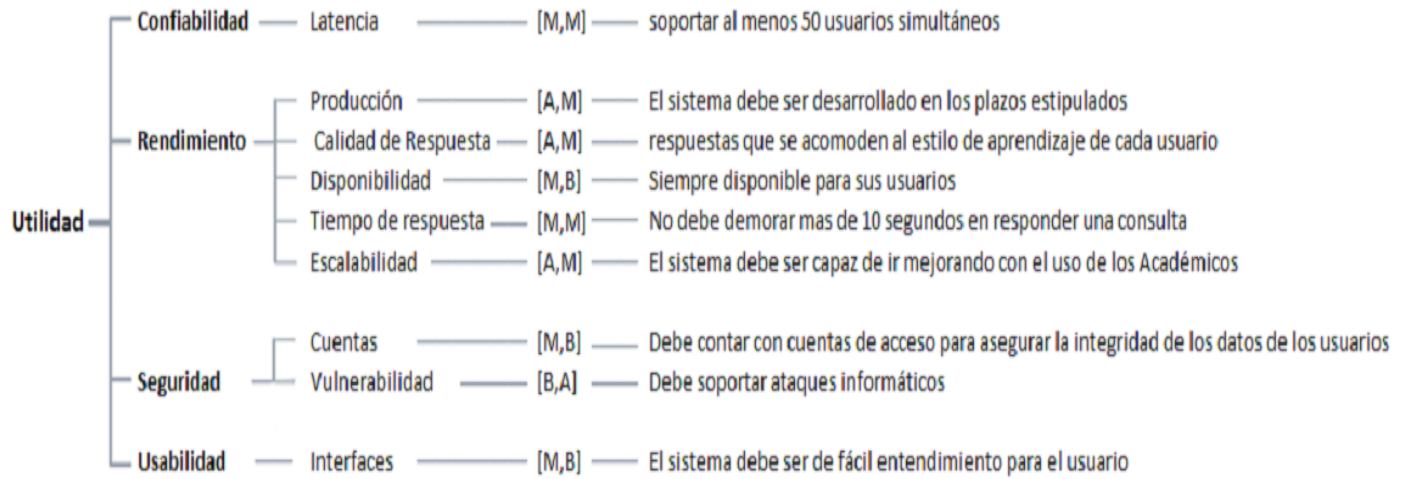 Confiabilidad Latencia [M,M] soportar al menos 50 usuarios simultáneos
Producción [A,M] El sistema debe ser desarrollado en los plazos estipulados
Rendimiento Calidad de Respuesta [A,M] respuestas que se acomoden al estilo de aprendizaje de cada usuario
Disponibilidad [M,B] Siempre disponible para sus usuarios
Utilidad Tiempo de respuesta [M,M] No debe demorar mas de 10 segundos en responder una consulta
Escalabilidad [A,M] El sistema debe ser capaz de ir mejorando con el uso de los Académicos
Cuentas [M,B] Debe contar con cuentas de acceso para asegurar la integridad de los datos de los usuarios
Seguridad Vulnerabilidad [B,A] Debe soportar ataques informáticos
Usabilidad Interfaces [M,B] El sistema debe ser de fácil entendimiento para el usuario